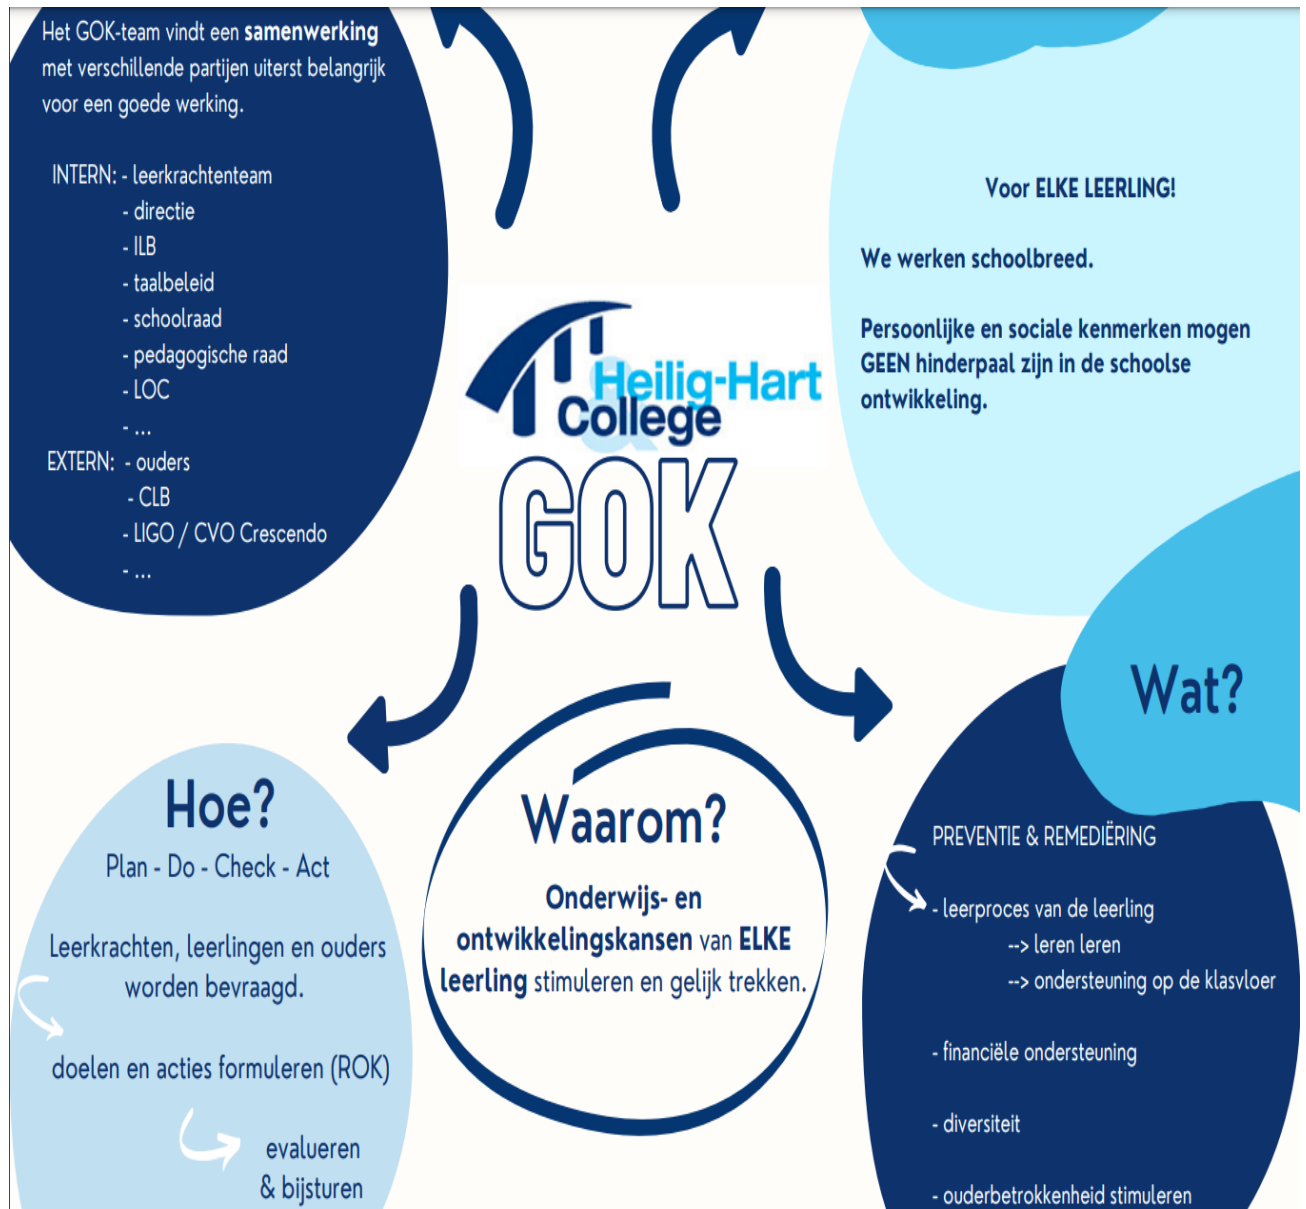 Het GOK-team vindt een samenwerking
met verschillende partijen uiterst belangrijk
voor een goede werking.
INTERN: - leerkrachtenteam
- directie
- ILB
- taalbeleid
- schoolraad
- pedagogische raad
- LOC
- ...
EXTERN: - ouders
- CLB
- LIGO / CVO Crescendo
- ...
Voor ELKE LEERLING!
We werken schoolbreed.
Persoonlijke en sociale kenmerken mogen
GEEN hinderpaal zijn in de schoolse
ontwikkeling.
Heilig-Hart
& College
GOK
Hoe?
Plan - Do - Check - Act
Leerkrachten, leerlingen en ouders
worden bevraagd.
doelen en acties formuleren (ROK)
evalueren
& bijsturen
Waarom?
Onderwijs- en
ontwikkelingskansen van ELKE
leerling stimuleren en gelijk trekken.
Wat?
PREVENTIE & REMEDIËRING
- leerproces van de leerling
--> leren leren
--> ondersteuning op de klasvloer
- financiële ondersteuning
- diversiteit
- ouderbetrokkenheid stimuleren